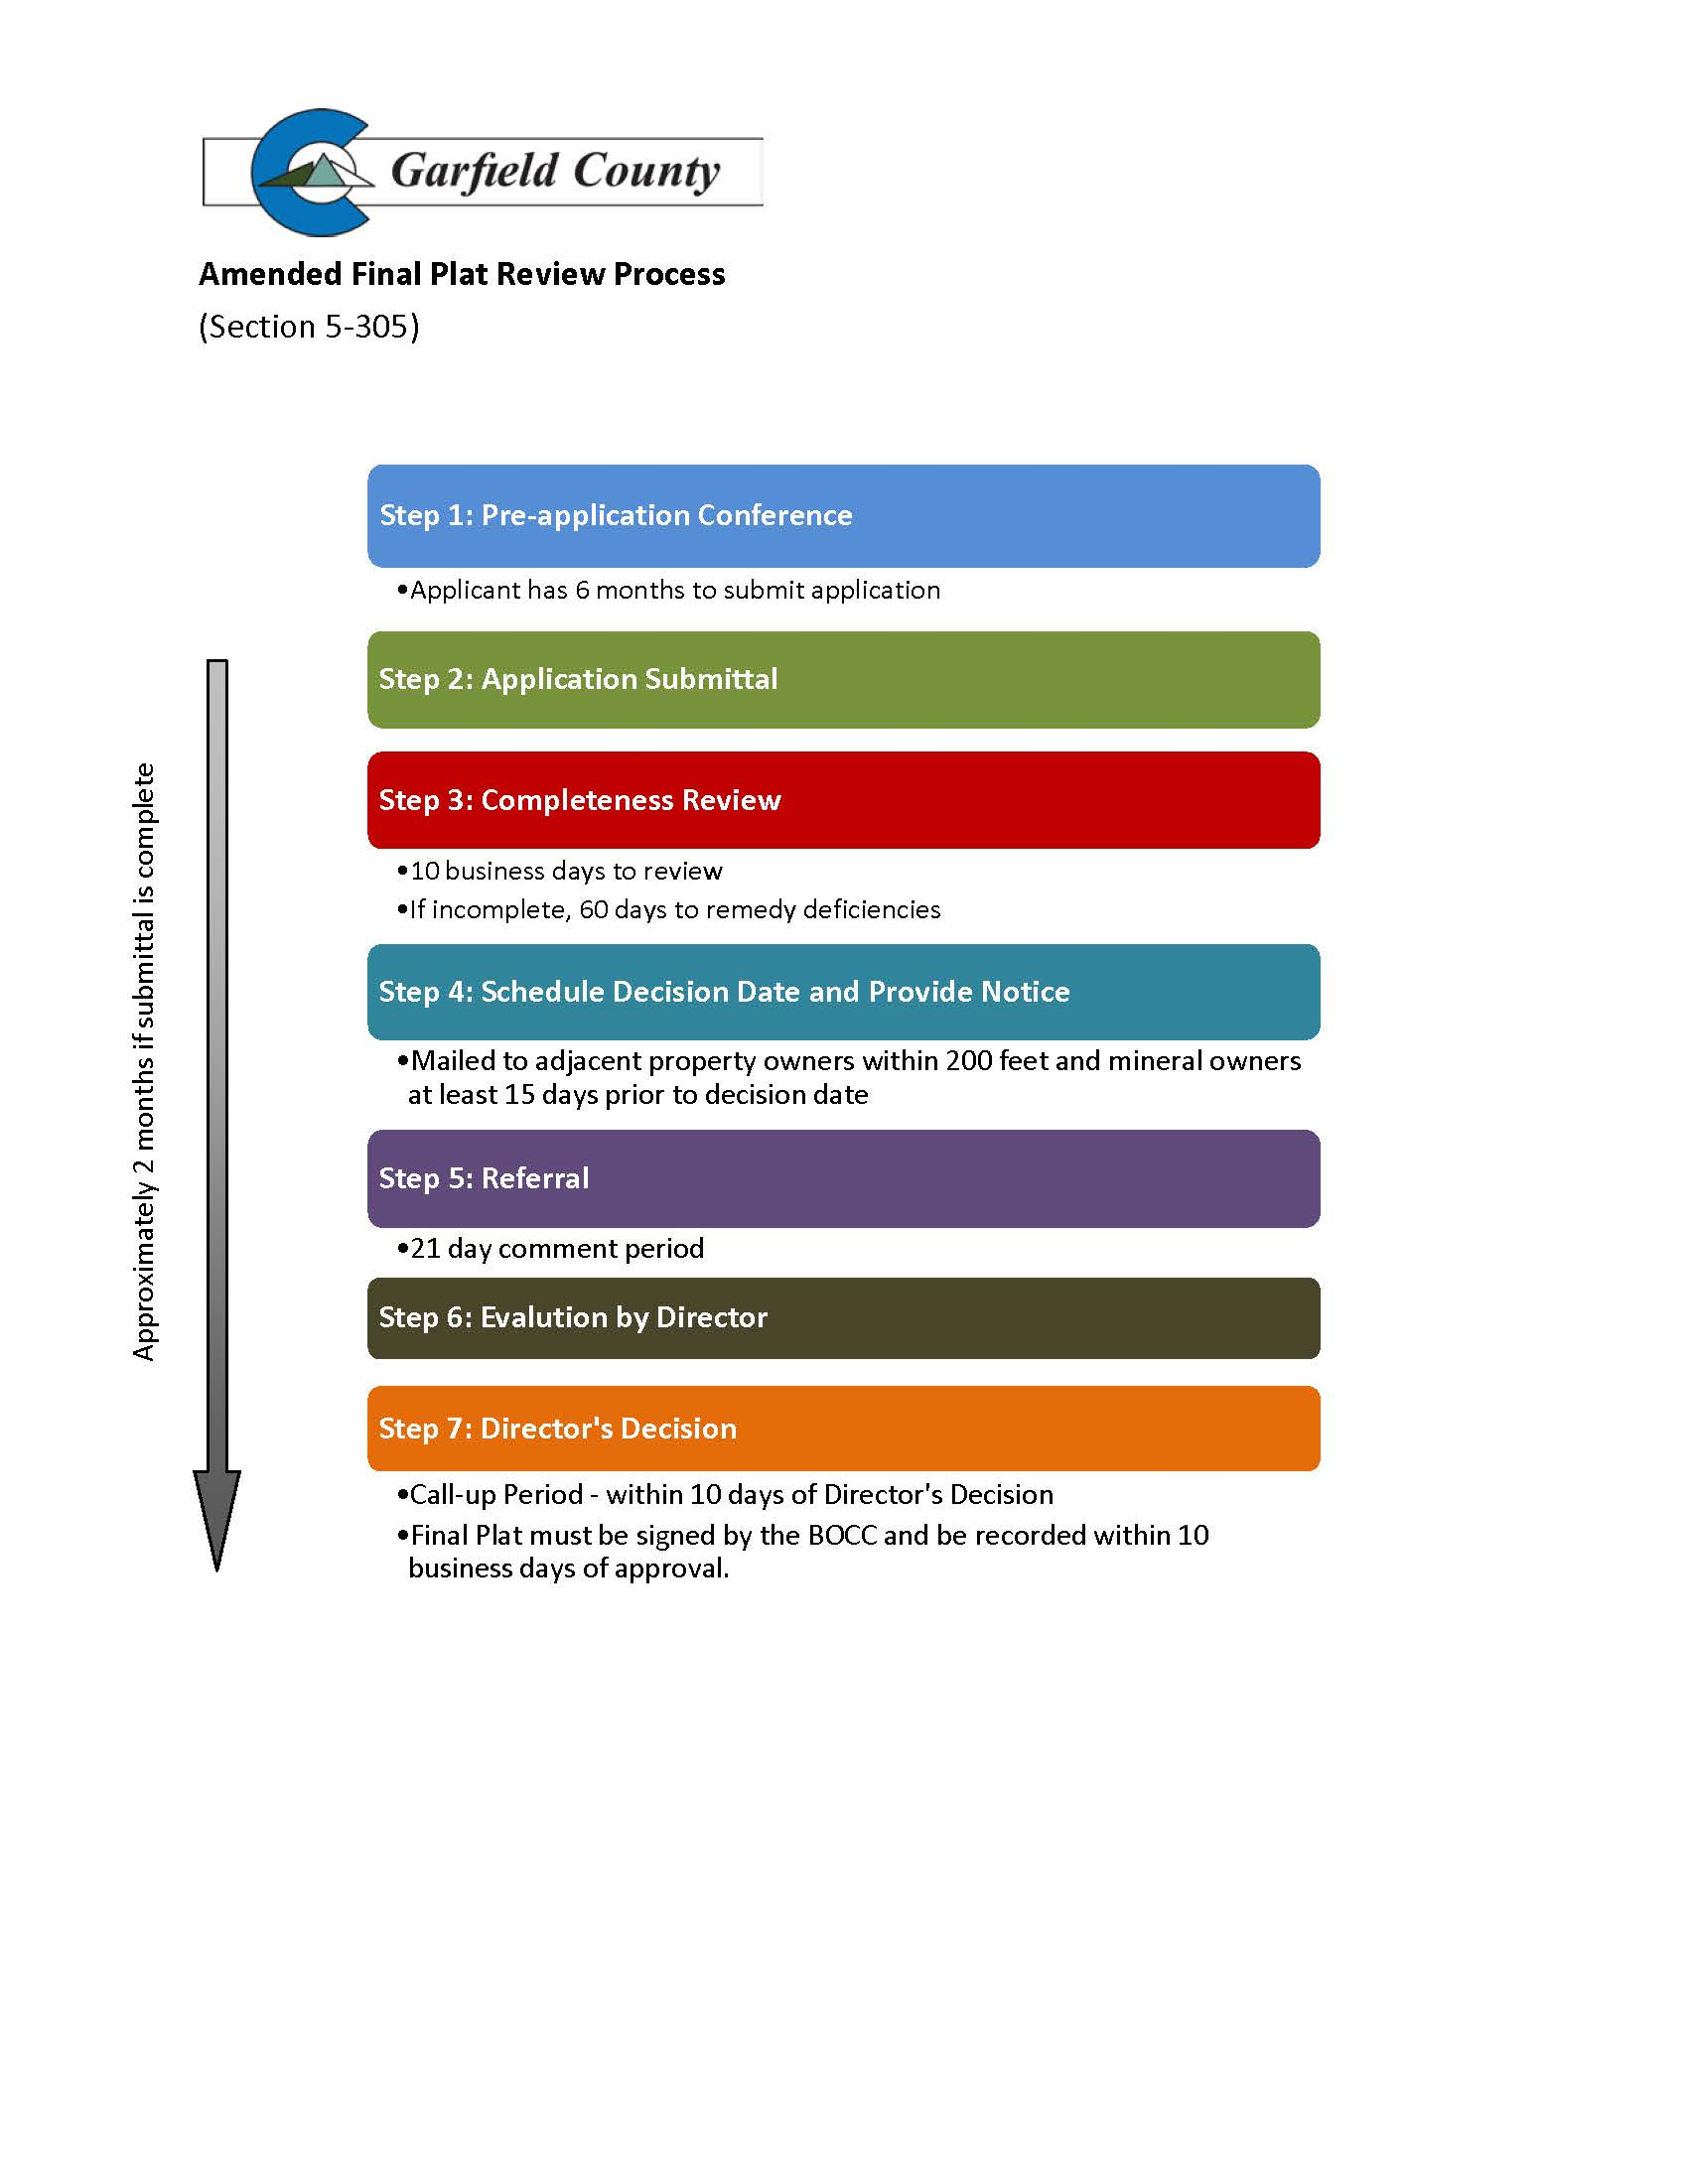 Garfield County
Amended Final Plat Review Process
(Section 5-305)
Step 1: Pre-application Conference
•Applicant has 6 months to submit application
Step 2: Application Submittal
Step 3: Completeness Review
•10 business days to review
•If incomplete, 60 days to remedy deficiencies
Step 4: Schedule Decision Date and Provide Notice
•Mailed to adjacent property owners within 200 feet and mineral owners
at least 15 days prior to decision date
Step 5: Referral
•21 day comment period
Step 6: Evalution by Director
Step 7: Director's Decision
•Call-up Period - within 10 days of Director's Decision
•Final Plat must be signed by the BOCC and be recorded within 10
business days of approval.
Approximately 2 months if submittal is complete